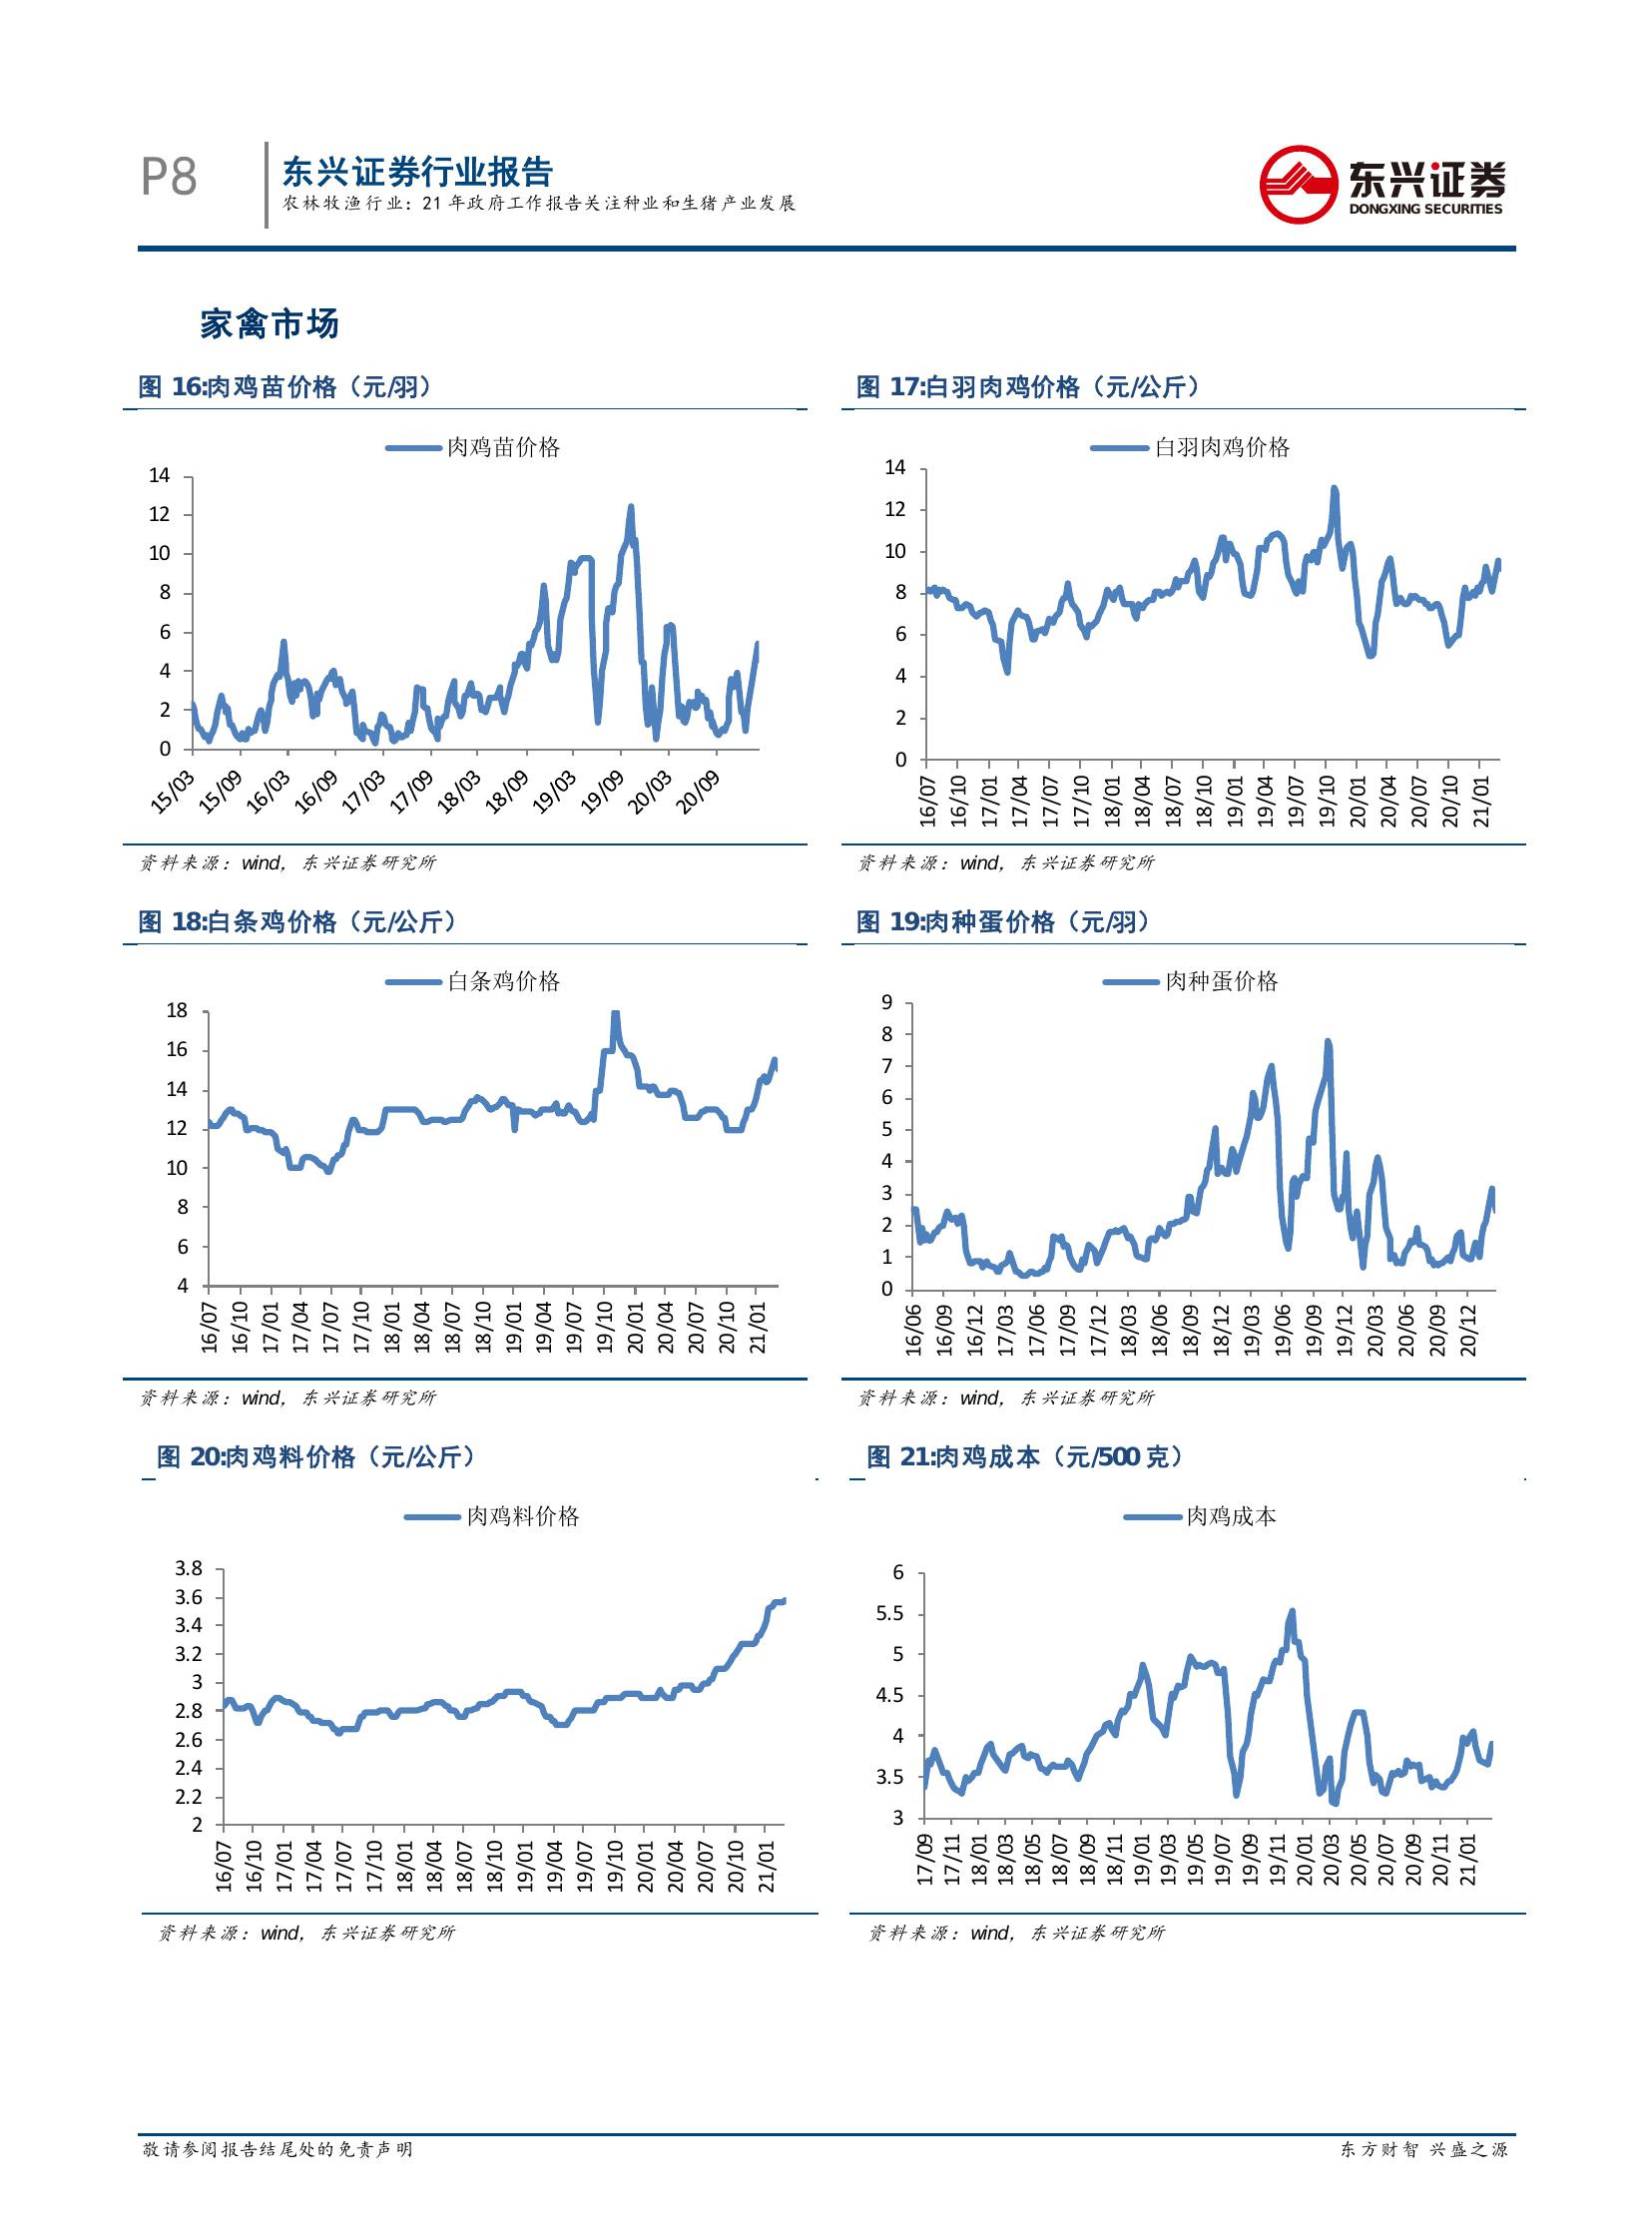 P8
东兴证券行业报告
农林牧渔行业：21 年政府工作报告关注种业和生猪产业发展
东兴证券
DONGXING SECURITIES
家禽市场
图 16:肉鸡苗价格（元/羽）
肉鸡苗价格
14
12
10
8
6
4
2
0
15/03 15/09 16/03 16/09 17/03 17/09 18/03 18/09 19/03 19/09 20/03 20/09
资料来源：wind，东兴证券研究所
图 17:白羽肉鸡价格（元/公斤）
白羽肉鸡价格
14
12
10
8
6
4
2
0
16/07 16/10 17/01 17/04 17/07 17/10 18/01 18/04 18/07 18/10 19/01 19/04 19/07 19/10 20/01 20/04 20/07 20/10 21/01
资料来源：wind，东兴证券研究所
图 18:白条鸡价格（元/公斤）
白条鸡价格
18
16
14
12
10
8
6
4
16/07 16/10 17/01 17/04 17/07 17/10 18/01 18/04 18/07 18/10 19/01 19/04 19/07 19/10 20/01 20/04 20/07 20/10 21/01
资料来源：wind，东兴证券研究所
图 19:肉种蛋价格（元/羽）
肉种蛋价格
9
8
7
6
5
4
3
2
1
0
16/06 16/09 16/12 17/03 17/06 17/09 17/12 18/03 18/06 18/09 18/12 19/03 19/06 19/09 19/12 20/03 20/06 20/09 20/12
资料来源：wind，东兴证券研究所
图 20:肉鸡料价格（元/公斤）
肉鸡料价格
3.8
3.6
3.4
3.2
3
2.8
2.6
2.4
2.2
2
16/07 16/10 17/01 17/04 17/07 17/10 18/01 18/04 18/07 18/10 19/01 19/04 19/07 19/10 20/01 20/04 20/07 20/10 21/01
资料来源：wind，东兴证券研究所
图 21:肉鸡成本（元/500 克）
肉鸡成本
6
5.5
5
4.5
4
3.5
3
17/09 17/11 18/01 18/03 18/05 18/07 18/09 18/11 19/01 19/03 19/05 19/07 19/09 19/11 20/01 20/03 20/05 20/07 20/09 20/11 21/01
资料来源：wind，东兴证券研究所
敬请参阅报告结尾处的免责声明
东方财智 兴盛之源